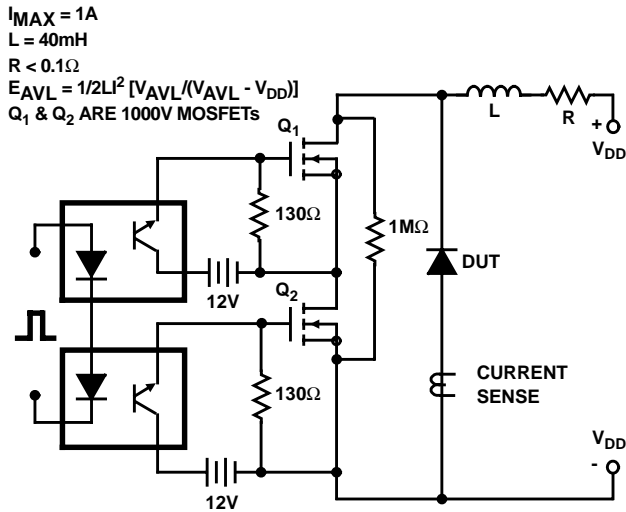 IMAX = 1A
L = 40mH
R < 0.1Ω
EAVL = 1/2LI² [VAVL/(VAVL - VDD)]
Q1 & Q2 ARE 1000V MOSFETs
Q1
L
R
+
VDD
130Ω
1MΩ
DUT
12V
Q2
CURRENT
SENSE
130Ω
VDD
-
12V